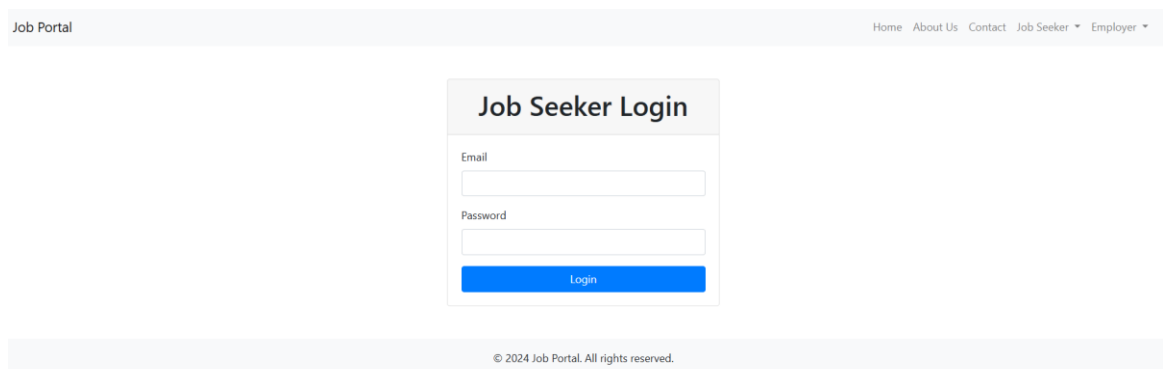 Job Portal Home About Us Contact Job Seeker Employer
Job Seeker Login
Email
Password
Login
© 2024 Job Portal. All rights reserved.